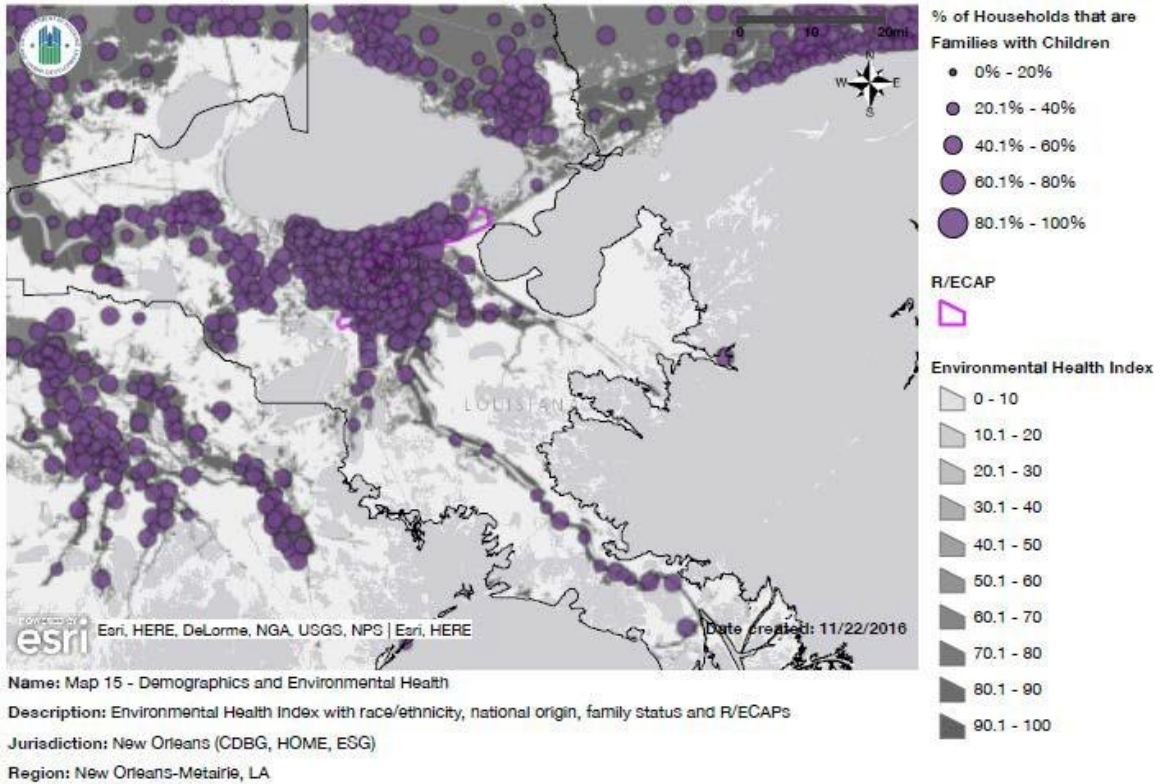 0 10 20mi
N
W E
S
LOUISIAN
POWERED BY
esri
Esri, HERE, DeLorme, NGA, USGS, NPS | Esri, HERE
Date created: 11/22/2016
Name: Map 15 - Demographics and Environmental Health
Description: Environmental Health Index with race/ethnicity, national origin, family status and R/ECAPs
Jurisdiction: New Orleans (CDBG, HOME, ESG)
Region: New Orleans-Metairie, LA
% of Households that are
Families with Children
0% - 20%
20.1% - 40%
40.1% - 60%
60.1% - 80%
80.1% - 100%
R/ECAP
Environmental Health Index
0 - 10
10.1 - 20
20.1 - 30
30.1 - 40
40.1 - 50
50.1 - 60
60.1 - 70
70.1 - 80
80.1 - 90
90.1 - 100